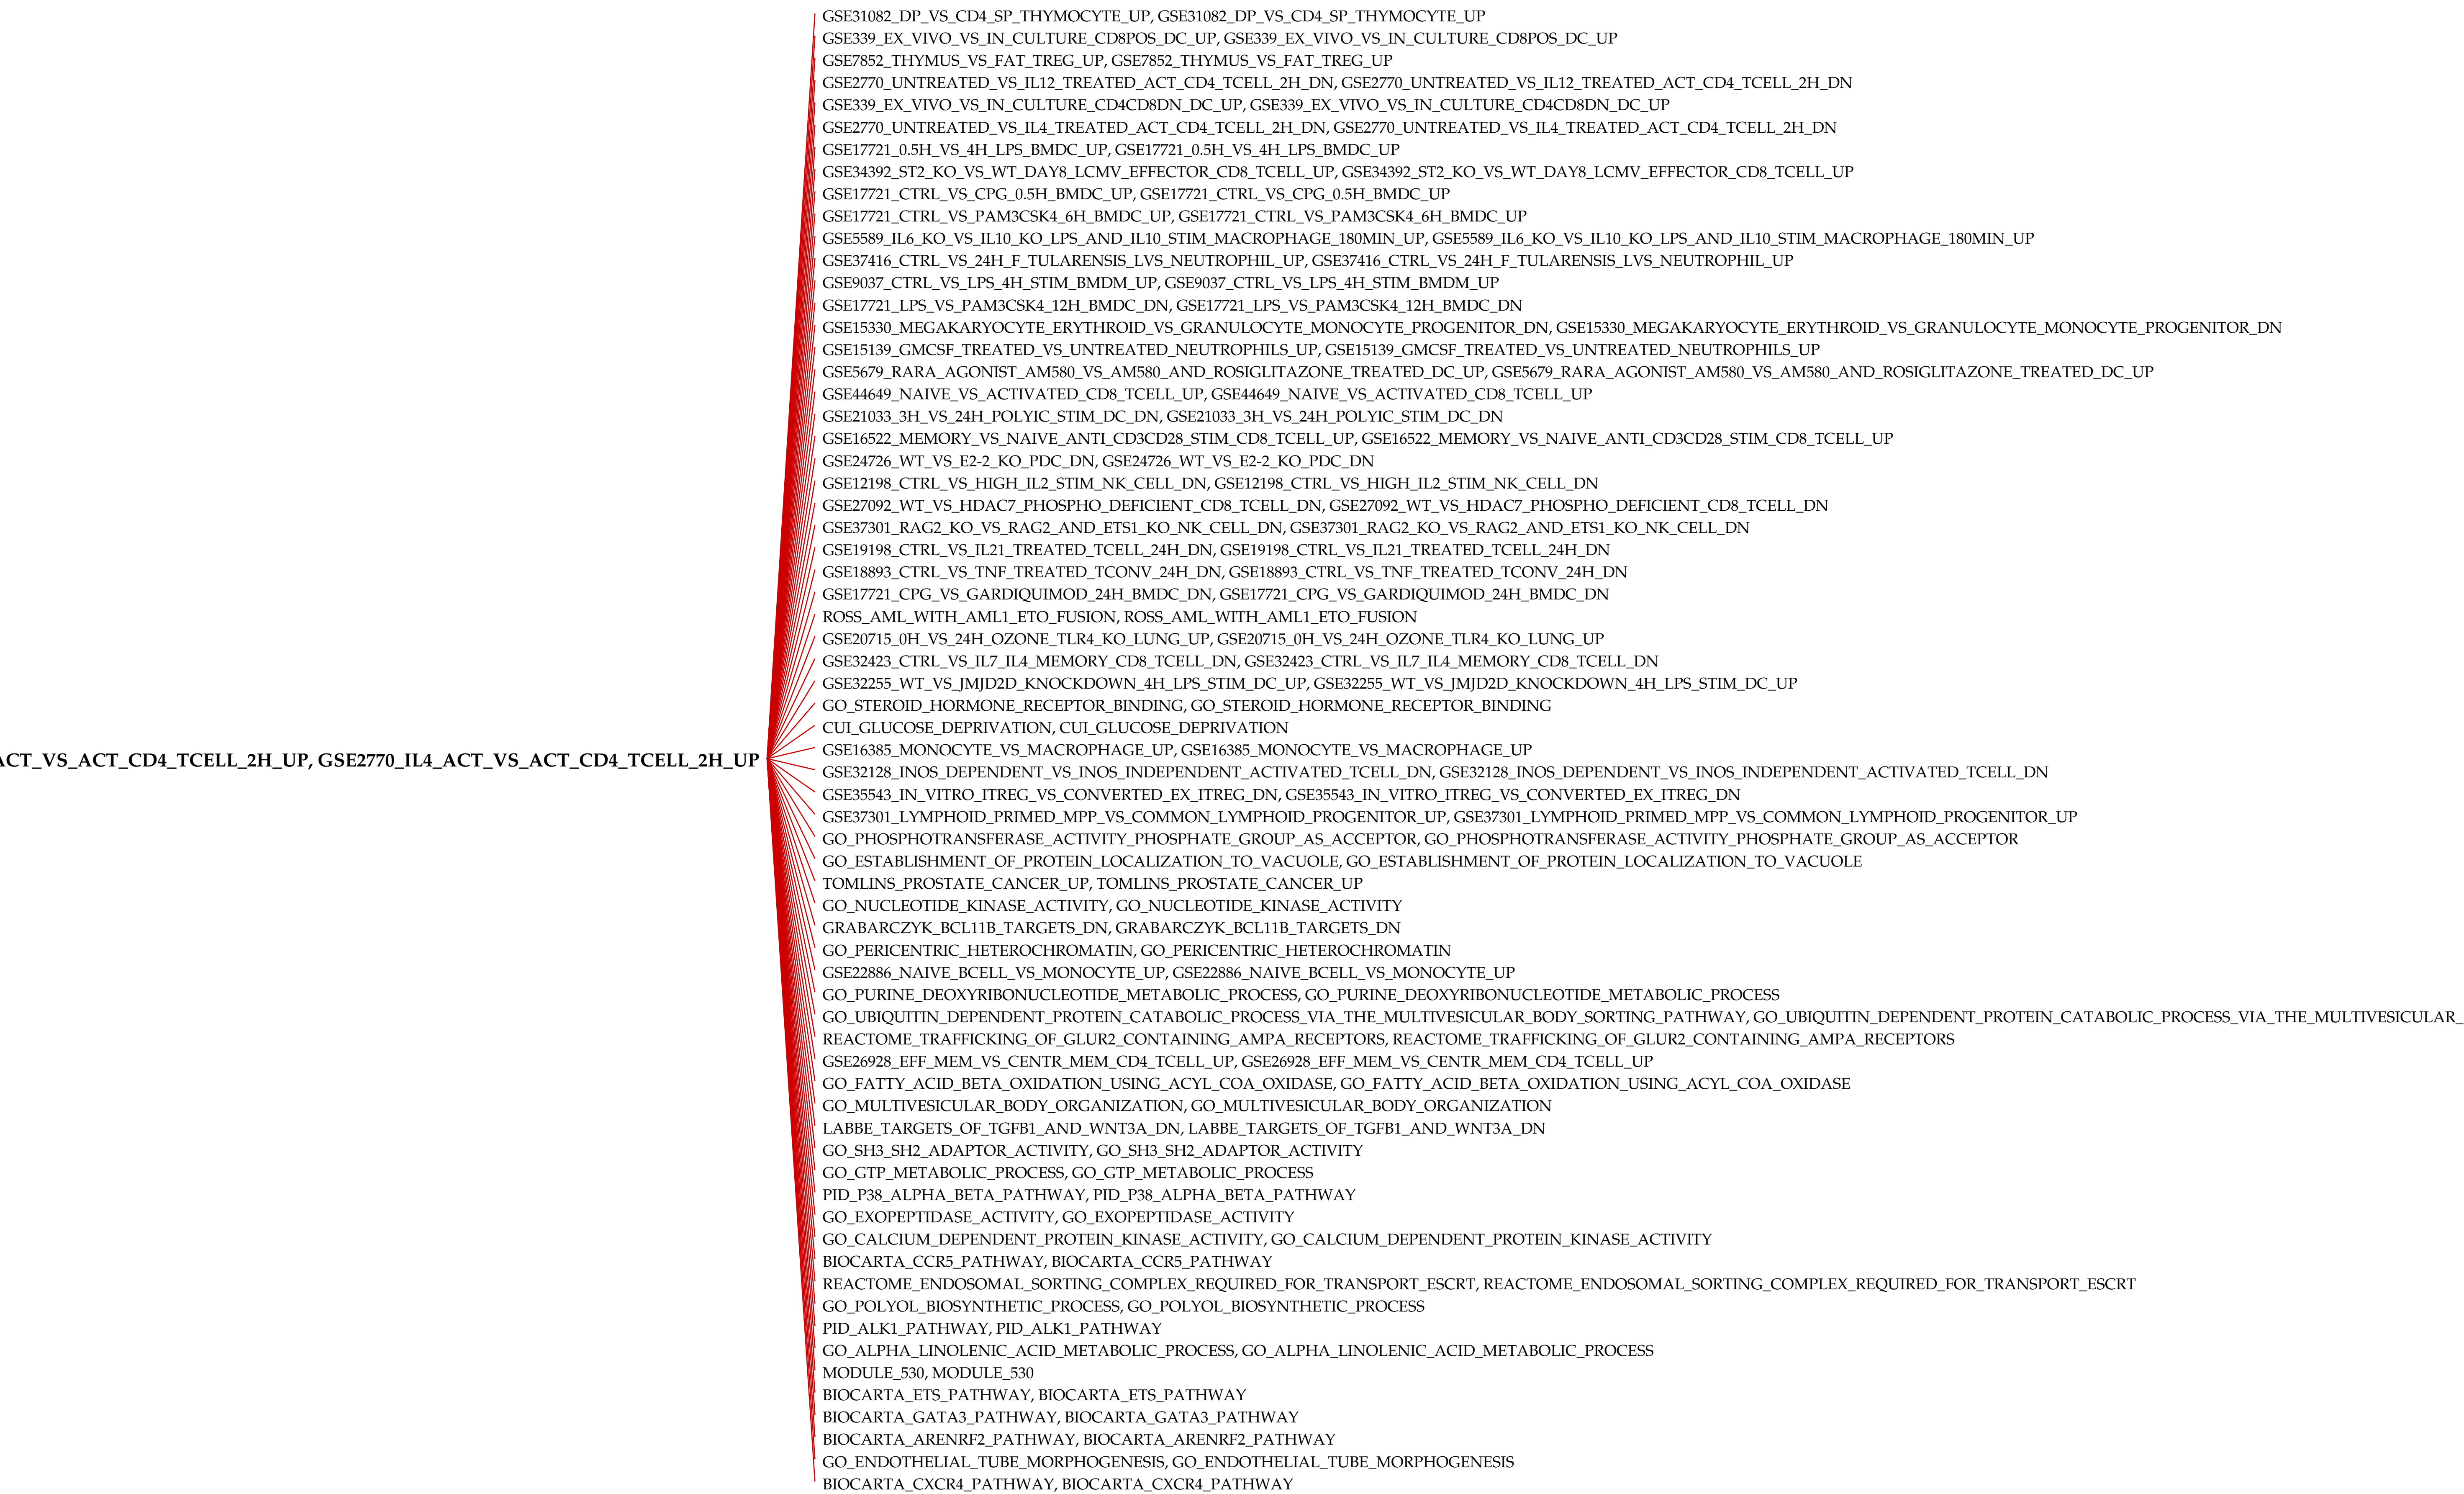 GSE31082_DP_VS_CD4_SP_THYMOCYTE_UP, GSE31082_DP_VS_CD4_SP_THYMOCYTE_UP
GSE339_EX_VIVO_VS_IN_CULTURE_CD8POS_DC_UP, GSE339_EX_VIVO_VS_IN_CULTURE_CD8POS_DC_UP
GSE7852_THYMUS_VS_FAT_TREG_UP, GSE7852_THYMUS_VS_FAT_TREG_UP
GSE2770_UNTREATED_VS_IL12_TREATED_ACT_CD4_TCELL_2H_DN, GSE2770_UNTREATED_VS_IL12_TREATED_ACT_CD4_TCELL_2H_DN
GSE339_EX_VIVO_VS_IN_CULTURE_CD4CD8DN_DC_UP, GSE339_EX_VIVO_VS_IN_CULTURE_CD4CD8DN_DC_UP
GSE2770_UNTREATED_VS_IL4_TREATED_ACT_CD4_TCELL_2H_DN, GSE2770_UNTREATED_VS_IL4_TREATED_ACT_CD4_TCELL_2H_DN
GSE17721_0.5H_VS_4H_LPS_BMDC_UP, GSE17721_0.5H_VS_4H_LPS_BMDC_UP
GSE34392_ST2_KO_VS_WT_DAY8_LCMV_EFFECTOR_CD8_TCELL_UP, GSE34392_ST2_KO_VS_WT_DAY8_LCMV_EFFECTOR_CD8_TCELL_UP
GSE17721_CTRL_VS_CPG_0.5H_BMDC_UP, GSE17721_CTRL_VS_CPG_0.5H_BMDC_UP
GSE17721_CTRL_VS_PAM3CSK4_6H_BMDC_UP, GSE17721_CTRL_VS_PAM3CSK4_6H_BMDC_UP
GSE5589_IL6_KO_VS_IL10_KO_LPS_AND_IL10_STIM_MACROPHAGE_180MIN_UP, GSE5589_IL6_KO_VS_IL10_KO_LPS_AND_IL10_STIM_MACROPHAGE_180MIN_UP
GSE37416_CTRL_VS_24H_F_TULARENSIS_LVS_NEUTROPHIL_UP, GSE37416_CTRL_VS_24H_F_TULARENSIS_LVS_NEUTROPHIL_UP
GSE9037_CTRL_VS_LPS_4H_STIM_BMDM_UP, GSE9037_CTRL_VS_LPS_4H_STIM_BMDM_UP
GSE17721_LPS_VS_PAM3CSK4_12H_BMDC_DN, GSE17721_LPS_VS_PAM3CSK4_12H_BMDC_DN
GSE15330_MEGAKARYOCYTE_ERYTHROID_VS_GRANULOCYTE_MONOCYTE_PROGENITOR_DN, GSE15330_MEGAKARYOCYTE_ERYTHROID_VS_GRANULOCYTE_MONOCYTE_PROGENITOR_DN
GSE15139_GMCSF_TREATED_VS_UNTREATED_NEUTROPHILS_UP, GSE15139_GMCSF_TREATED_VS_UNTREATED_NEUTROPHILS_UP
GSE5679_RARA_AGONIST_AM580_VS_AM580_AND_ROSIGLITAZONE_TREATED_DC_UP, GSE5679_RARA_AGONIST_AM580_VS_AM580_AND_ROSIGLITAZONE_TREATED_DC_UP
GSE44649_NAIVE_VS_ACTIVATED_CD8_TCELL_UP, GSE44649_NAIVE_VS_ACTIVATED_CD8_TCELL_UP
GSE21033_3H_VS_24H_POLYIC_STIM_DC_DN, GSE21033_3H_VS_24H_POLYIC_STIM_DC_DN
GSE16522_MEMORY_VS_NAIVE_ANTI_CD3CD28_STIM_CD8_TCELL_UP, GSE16522_MEMORY_VS_NAIVE_ANTI_CD3CD28_STIM_CD8_TCELL_UP
GSE24726_WT_VS_E2-2_KO_PDC_DN, GSE24726_WT_VS_E2-2_KO_PDC_DN
GSE12198_CTRL_VS_HIGH_IL2_STIM_NK_CELL_DN, GSE12198_CTRL_VS_HIGH_IL2_STIM_NK_CELL_DN
GSE27092_WT_VS_HDAC7_PHOSPHO_DEFICIENT_CD8_TCELL_DN, GSE27092_WT_VS_HDAC7_PHOSPHO_DEFICIENT_CD8_TCELL_DN
GSE37301_RAG2_KO_VS_RAG2_AND_ETS1_KO_NK_CELL_DN, GSE37301_RAG2_KO_VS_RAG2_AND_ETS1_KO_NK_CELL_DN
GSE19198_CTRL_VS_IL21_TREATED_TCELL_24H_DN, GSE19198_CTRL_VS_IL21_TREATED_TCELL_24H_DN
GSE18893_CTRL_VS_TNF_TREATED_TCONV_24H_DN, GSE18893_CTRL_VS_TNF_TREATED_TCONV_24H_DN
GSE17721_CPG_VS_GARDIQUIMOD_24H_BMDC_DN, GSE17721_CPG_VS_GARDIQUIMOD_24H_BMDC_DN
ROSS_AML_WITH_AML1_ETO_FUSION, ROSS_AML_WITH_AML1_ETO_FUSION
GSE20715_0H_VS_24H_OZONE_TLR4_KO_LUNG_UP, GSE20715_0H_VS_24H_OZONE_TLR4_KO_LUNG_UP
GSE32423_CTRL_VS_IL7_IL4_MEMORY_CD8_TCELL_DN, GSE32423_CTRL_VS_IL7_IL4_MEMORY_CD8_TCELL_DN
GSE32255_WT_VS_JMJD2D_KNOCKDOWN_4H_LPS_STIM_DC_UP, GSE32255_WT_VS_JMJD2D_KNOCKDOWN_4H_LPS_STIM_DC_UP
GO_STEROID_HORMONE_RECEPTOR_BINDING, GO_STEROID_HORMONE_RECEPTOR_BINDING
CUI_GLUCOSE_DEPRIVATION, CUI_GLUCOSE_DEPRIVATION
GSE16385_MONOCYTE_VS_MACROPHAGE_UP, GSE16385_MONOCYTE_VS_MACROPHAGE_UP
ACT_VS_ACT_CD4_TCELL_2H_UP, GSE2770_IL4_ACT_VS_ACT_CD4_TCELL_2H_UP
GSE32128_INOS_DEPENDENT_VS_INOS_INDEPENDENT_ACTIVATED_TCELL_DN, GSE32128_INOS_DEPENDENT_VS_INOS_INDEPENDENT_ACTIVATED_TCELL_DN
GSE35543_IN_VITRO_ITREG_VS_CONVERTED_EX_ITREG_DN, GSE35543_IN_VITRO_ITREG_VS_CONVERTED_EX_ITREG_DN
GSE37301_LYMPHOID_PRIMED_MPP_VS_COMMON_LYMPHOID_PROGENITOR_UP, GSE37301_LYMPHOID_PRIMED_MPP_VS_COMMON_LYMPHOID_PROGENITOR_UP
GO_PHOSPHOTRANSFERASE_ACTIVITY_PHOSPHATE_GROUP_AS_ACCEPTOR, GO_PHOSPHOTRANSFERASE_ACTIVITY_PHOSPHATE_GROUP_AS_ACCEPTOR
GO_ESTABLISHMENT_OF_PROTEIN_LOCALIZATION_TO_VACUOLE, GO_ESTABLISHMENT_OF_PROTEIN_LOCALIZATION_TO_VACUOLE
TOMLINS_PROSTATE_CANCER_UP, TOMLINS_PROSTATE_CANCER_UP
GO_NUCLEOTIDE_KINASE_ACTIVITY, GO_NUCLEOTIDE_KINASE_ACTIVITY
GRABARCZYK_BCL11B_TARGETS_DN, GRABARCZYK_BCL11B_TARGETS_DN
GO_PERICENTRIC_HETEROCHROMATIN, GO_PERICENTRIC_HETEROCHROMATIN
GSE22886_NAIVE_BCELL_VS_MONOCYTE_UP, GSE22886_NAIVE_BCELL_VS_MONOCYTE_UP
GO_PURINE_DEOXYRIBONUCLEOTIDE_METABOLIC_PROCESS, GO_PURINE_DEOXYRIBONUCLEOTIDE_METABOLIC_PROCESS
GO_UBIQUITIN_DEPENDENT_PROTEIN_CATABOLIC_PROCESS_VIA_THE_MULTIVESICULAR_BODY_SORTING_PATHWAY, GO_UBIQUITIN_DEPENDENT_PROTEIN_CATABOLIC_PROCESS_VIA_THE_MULTIVESICULAR_
REACTOME_TRAFFICKING_OF_GLUR2_CONTAINING_AMPA_RECEPTORS, REACTOME_TRAFFICKING_OF_GLUR2_CONTAINING_AMPA_RECEPTORS
GSE26928_EFF_MEM_VS_CENTR_MEM_CD4_TCELL_UP, GSE26928_EFF_MEM_VS_CENTR_MEM_CD4_TCELL_UP
GO_FATTY_ACID_BETA_OXIDATION_USING_ACYL_COA_OXIDASE, GO_FATTY_ACID_BETA_OXIDATION_USING_ACYL_COA_OXIDASE
GO_MULTIVESICULAR_BODY_ORGANIZATION, GO_MULTIVESICULAR_BODY_ORGANIZATION
LABBE_TARGETS_OF_TGFB1_AND_WNT3A_DN, LABBE_TARGETS_OF_TGFB1_AND_WNT3A_DN
GO_SH3_SH2_ADAPTOR_ACTIVITY, GO_SH3_SH2_ADAPTOR_ACTIVITY
GO_GTP_METABOLIC_PROCESS, GO_GTP_METABOLIC_PROCESS
PID_P38_ALPHA_BETA_PATHWAY, PID_P38_ALPHA_BETA_PATHWAY
GO_EXOPEPTIDASE_ACTIVITY, GO_EXOPEPTIDASE_ACTIVITY
GO_CALCIUM_DEPENDENT_PROTEIN_KINASE_ACTIVITY, GO_CALCIUM_DEPENDENT_PROTEIN_KINASE_ACTIVITY
BIOCARTA_CCR5_PATHWAY, BIOCARTA_CCR5_PATHWAY
REACTOME_ENDOSOMAL_SORTING_COMPLEX_REQUIRED_FOR_TRANSPORT_ESCRT, REACTOME_ENDOSOMAL_SORTING_COMPLEX_REQUIRED_FOR_TRANSPORT_ESCRT
GO_POLYOL_BIOSYNTHETIC_PROCESS, GO_POLYOL_BIOSYNTHETIC_PROCESS
PID_ALK1_PATHWAY, PID_ALK1_PATHWAY
GO_ALPHA_LINOLENIC_ACID_METABOLIC_PROCESS, GO_ALPHA_LINOLENIC_ACID_METABOLIC_PROCESS
MODULE_530, MODULE_530
BIOCARTA_ETS_PATHWAY, BIOCARTA_ETS_PATHWAY
BIOCARTA_GATA3_PATHWAY, BIOCARTA_GATA3_PATHWAY
BIOCARTA_ARENRF2_PATHWAY, BIOCARTA_ARENRF2_PATHWAY
GO_ENDOTHELIAL_TUBE_MORPHOGENESIS, GO_ENDOTHELIAL_TUBE_MORPHOGENESIS
BIOCARTA_CXCR4_PATHWAY, BIOCARTA_CXCR4_PATHWAY